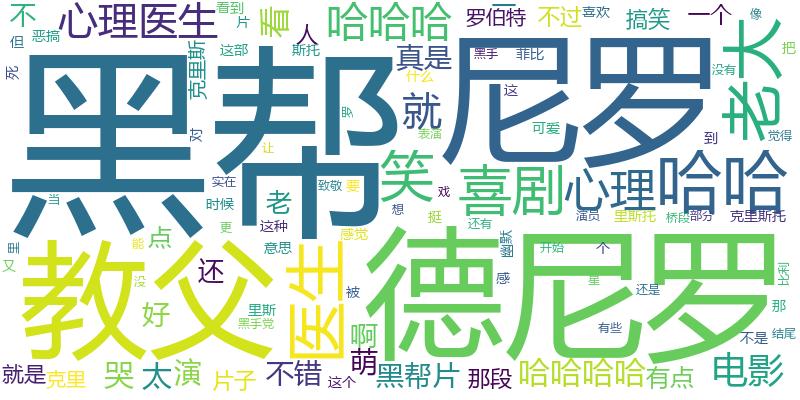 不
但
恶搞
心理医生
看到
片
看
人
哈哈哈
罗伯特
一
不过
喜欢
搞笑
一个
像
把
死
克里斯
这部
斯托
真是
什么
黑手
菲比
没有
老大
黑帮
尼罗
就
这
对
罗
表演
可爱
到
觉得
让
笑
喜剧
心理
哈哈
当
实在
致敬
要
时候
老
戏
想
挺
更
这种
还有
演员
里斯托
桥段
部分
克里斯托
里
又
点
能
意思
感觉
幽默
开始
个
教父
还
医生
德尼罗
没
被
感
星
还是
比利
那
好
里斯
黑手党
啊
有些
不是
结尾
就是
克里
哭
太
演
片子
不错
这个
萌
黑帮片
那段
哈哈哈哈
有点
电影